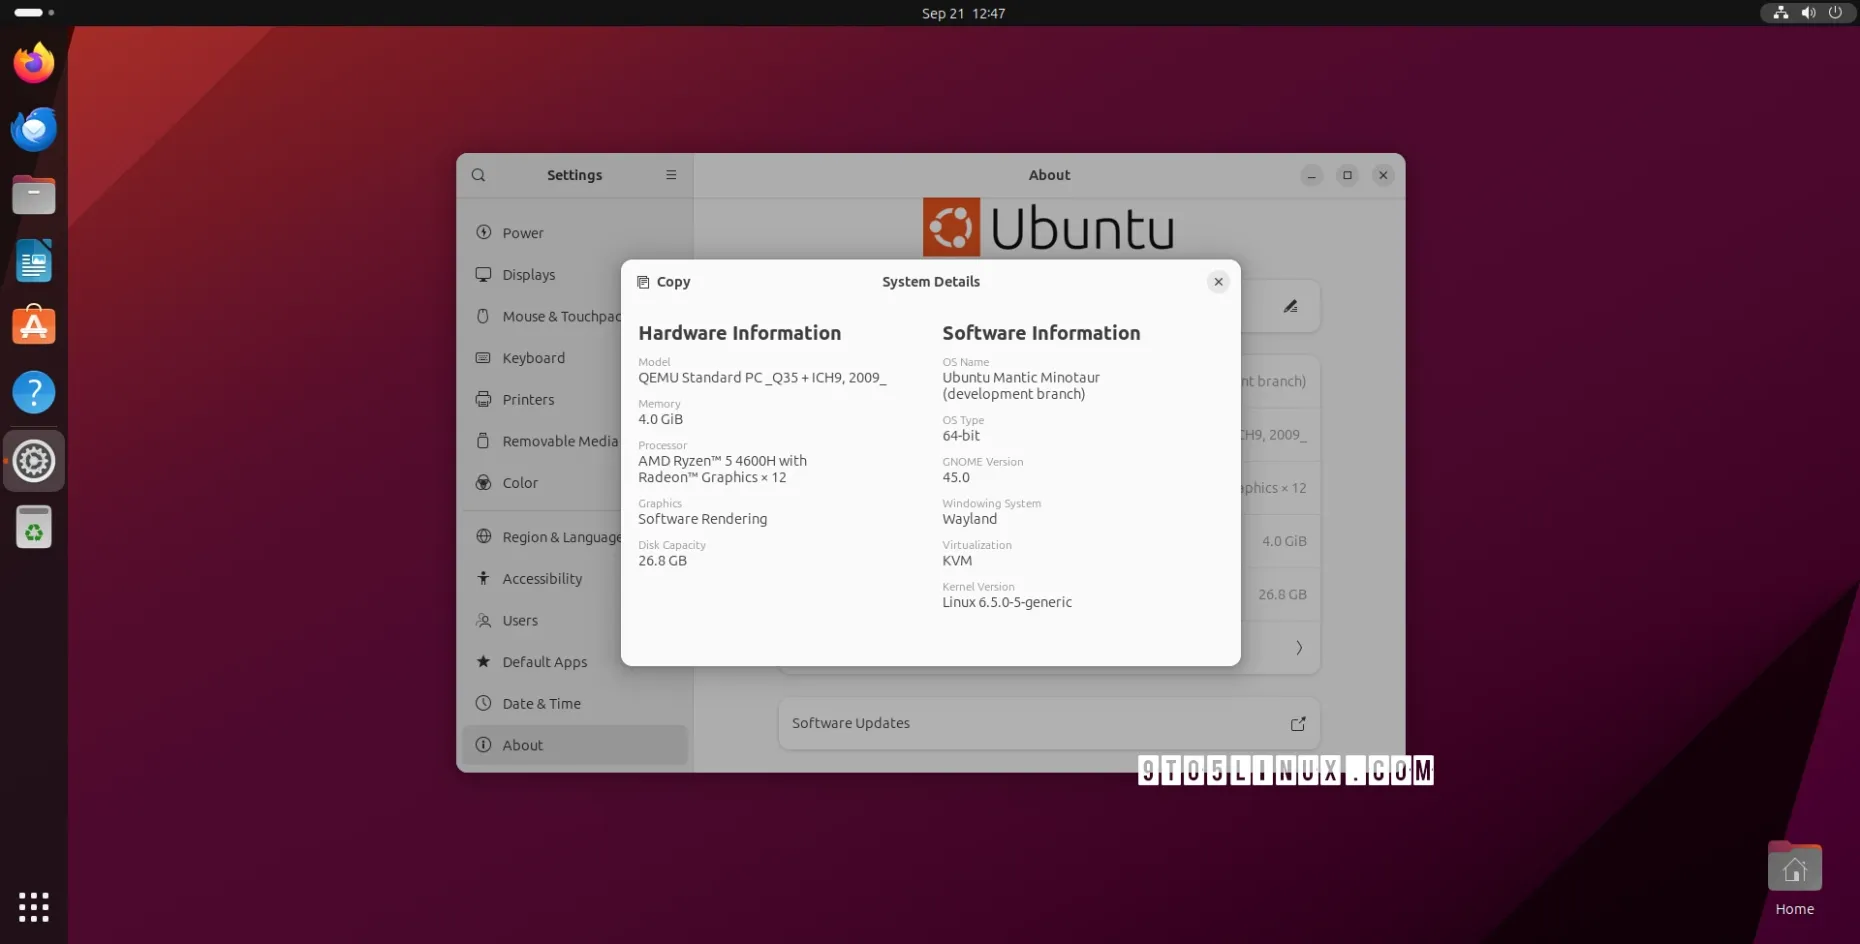 Sep 21 12:47
Settings
About
Power
Displays
Mouse & Touchpad
Keyboard
Printers
Removable Media
Color
Region & Language
Accessibility
Users
Default Apps
Date & Time
About
Ubuntu
Copy
System Details
Hardware Information
Model
QEMU Standard PC _Q35 + ICH9, 2009_
Memory
4.0 GiB
Processor
AMD Ryzen™ 5 4600H with
Radeon™ Graphics × 12
Graphics
Software Rendering
Disk Capacity
26.8 GB
Software Information
OS Name
Ubuntu Mantic Minotaur
(development branch)
OS Type
64-bit
GNOME Version
45.0
Windowing System
Wayland
Virtualization
KVM
Kernel Version
Linux 6.5.0-5-generic
nt branch)
CH9, 2009_
aphics × 12
4.0 GiB
26.8 GB
Software Updates
9TO5LINUX.COM
Home